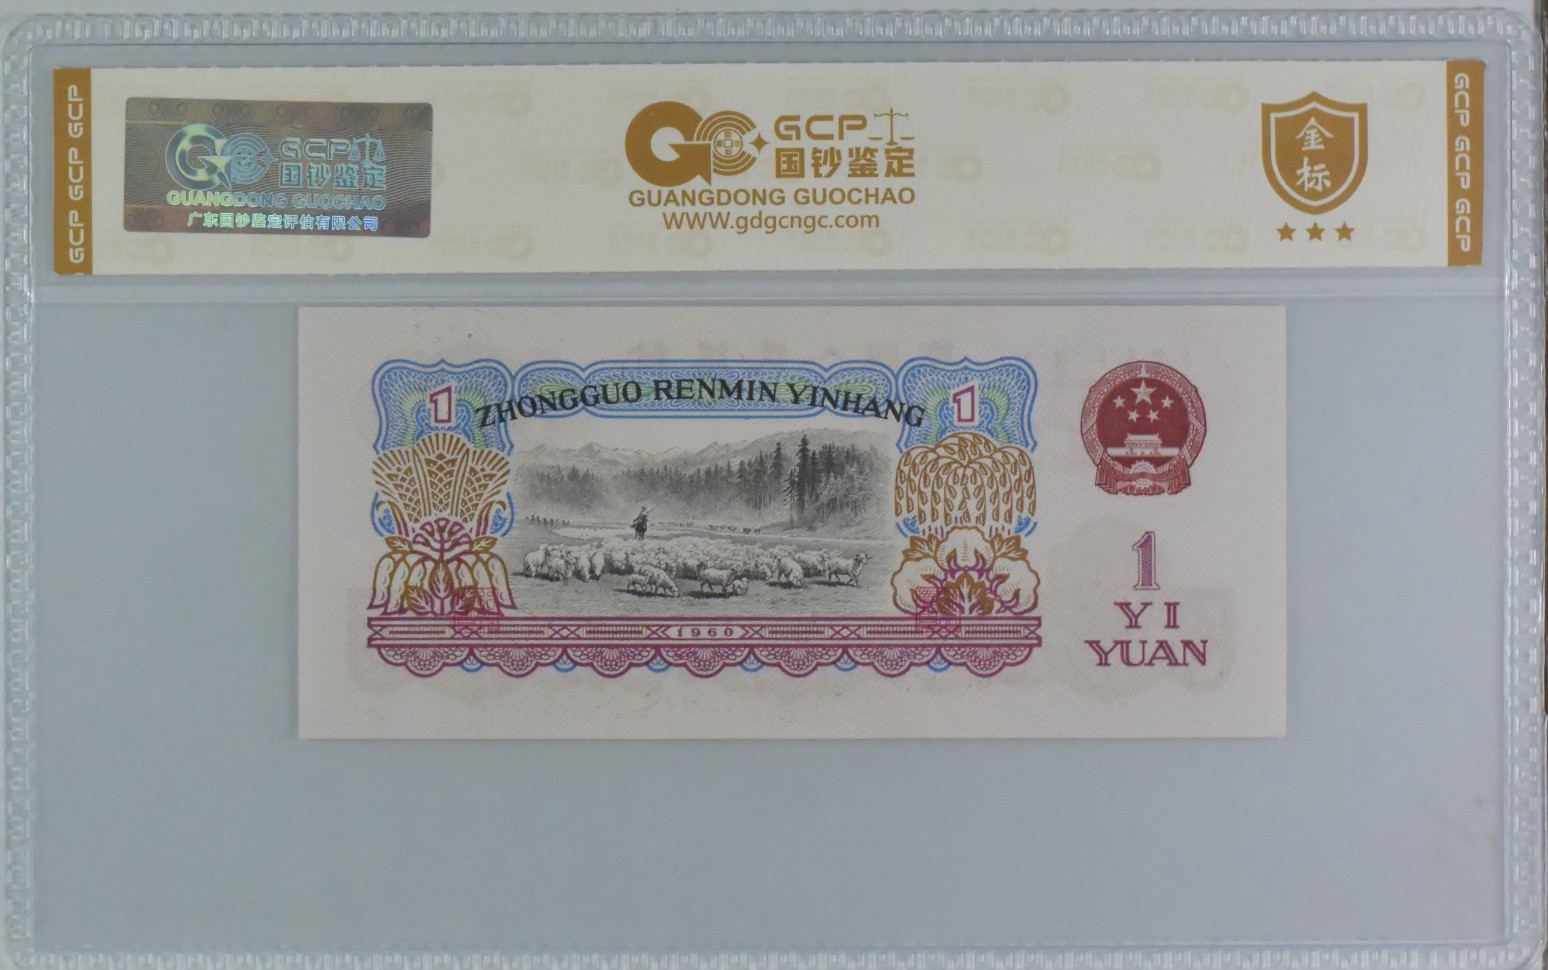 GCP GCP GCP
GCP 国钞鉴定
GUANGDONG GUOCHAO
广东国钞鉴定评估有限公司
GCP
国钞鉴定
GUANGDONG GUOCHAO
WWW.gdgcngc.com
金标
GCP GCP GCP
1
ZHONGGUO RENMIN YINHANG
1
1960
1
YI
YUAN